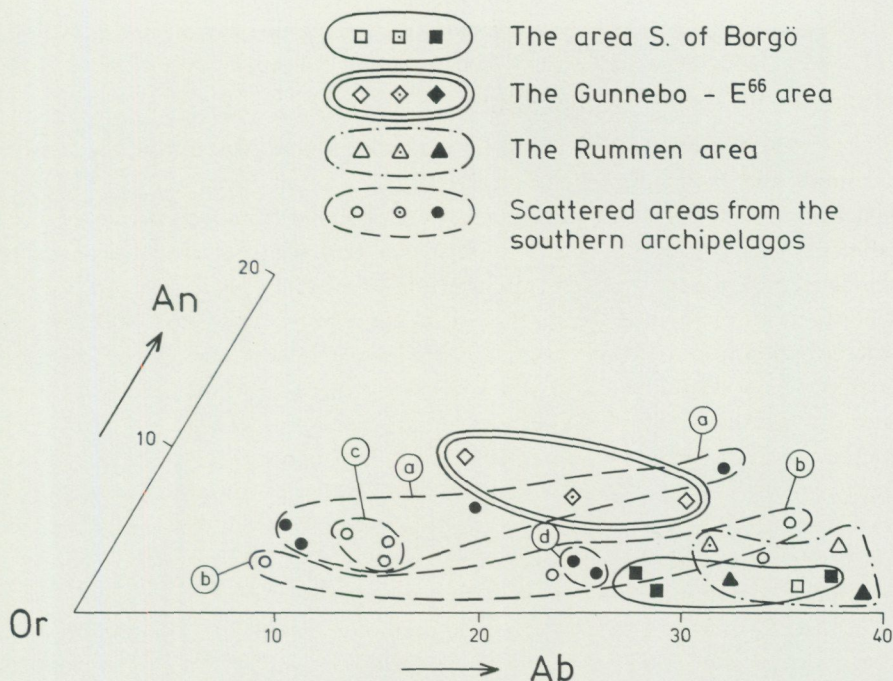 The area S. of Borgö
The Gunnebo - E⁶⁶ area
The Rummen area
Scattered areas from the
southern archipelagos
20
An
10
a
c
a
b
d
b
Or
10
20
30
40
Ab